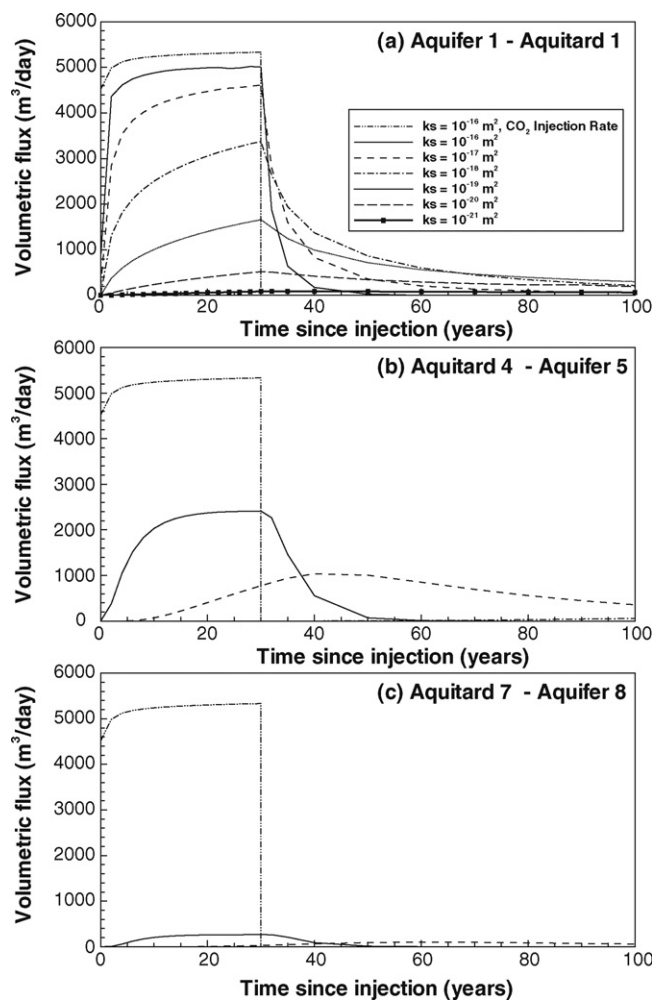 6000
5000
4000
3000
2000
1000
0
Volumetric flux (m³/day)
(a) Aquifer 1 - Aquitard 1
ks = 10⁻¹⁶ m², CO₂ Injection Rate
ks = 10⁻¹⁶ m²
ks = 10⁻¹⁷ m²
ks = 10⁻¹⁸ m²
ks = 10⁻¹⁹ m²
ks = 10⁻²⁰ m²
ks = 10⁻²¹ m²
0 20 40 60 80 100
Time since injection (years)
6000
5000
4000
3000
2000
1000
0
Volumetric flux (m³/day)
(b) Aquitard 4 - Aquifer 5
0 20 40 60 80 100
Time since injection (years)
6000
5000
4000
3000
2000
1000
0
Volumetric flux (m³/day)
(c) Aquitard 7 - Aquifer 8
0 20 40 60 80 100
Time since injection (years)